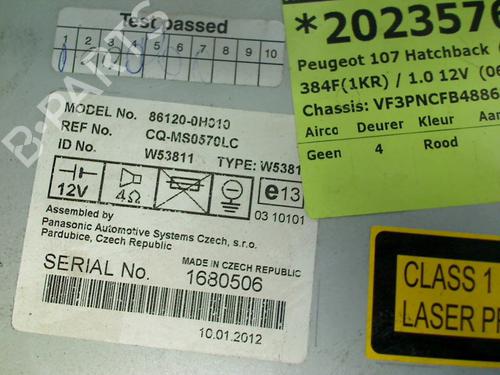 Test passed
1 2 3 4 5 6 7 8 9 10
B-PARTS
*2023576
Peugeot 107 Hatchback
384F(1KR) / 1.0 12V (06
Chassis: VF3PNCFB4886
Airco Deurer Kleur Aan
Geen 4 Rood
MODEL No. 86120-0H010
REF No. CQ-MS0570LC
ID No. W53811 TYPE: W5381
12V 4Ω e13
03 10101
Assembled by
Panasonic Automotive Systems Czech, s.r.o.
Pardubice, Czech Republic
MADE IN CZECH REPUBLIC
SERIAL No. 1680506
10.01.2012
CLASS 1
LASER PR